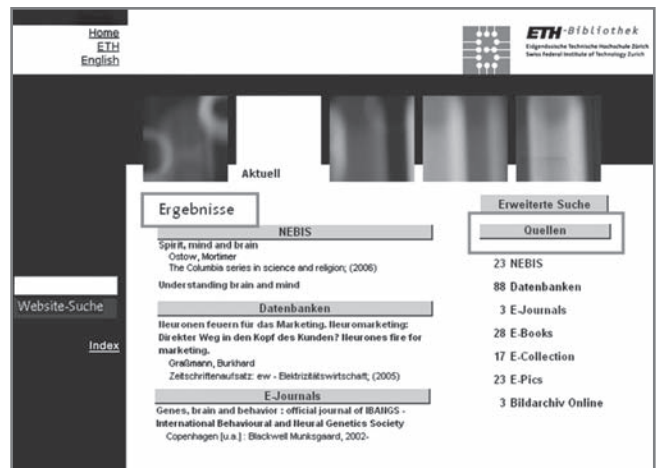 Home
ETH
English
ETH-Bibliothek
Eidgenössische Technische Hochschule Zürich
Swiss Federal Institute of Technology Zurich
Aktuell
Ergebnisse
NEBIS
Spirit, mind and brain
Ostow, Mortimer
The Columbia series in science and religion; (2006)
Understanding brain and mind
Datenbanken
Neuronen feuern für das Marketing. Neuromarketing:
Direkter Weg in den Kopf des Kunden? Neurones fire for
marketing.
Graßmann, Burkhard
Zeitschriftenaufsatz: ew - Elektrizitätswirtschaft; (2005)
E-Journals
Genes, brain and behavior : official journal of IBANGS -
International Behavioural and Neural Genetics Society
Copenhagen [u.a.] : Blackwell Munksgaard, 2002-
Erweiterte Suche
Quellen
23 NEBIS
88 Datenbanken
3 E-Journals
28 E-Books
17 E-Collection
23 E-Pics
3 Bildarchiv Online
Website-Suche
Index